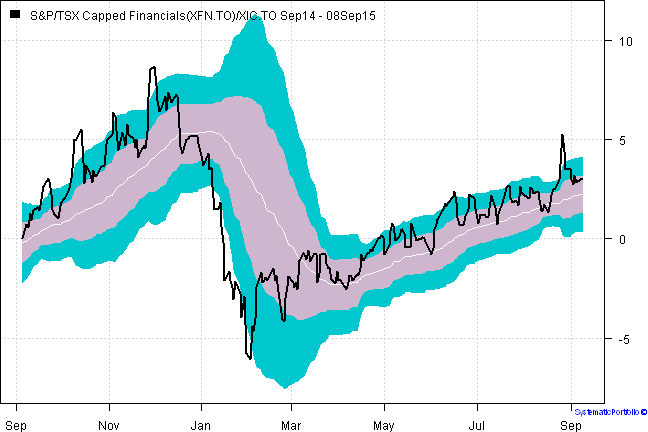 S&P/TSX Capped Financials(XFN.TO)/XIC.TO Sep14 - 08Sep15
10
5
0
-5
Sep Nov Jan Mar May Jul Sep
SystematicPortfolio ©